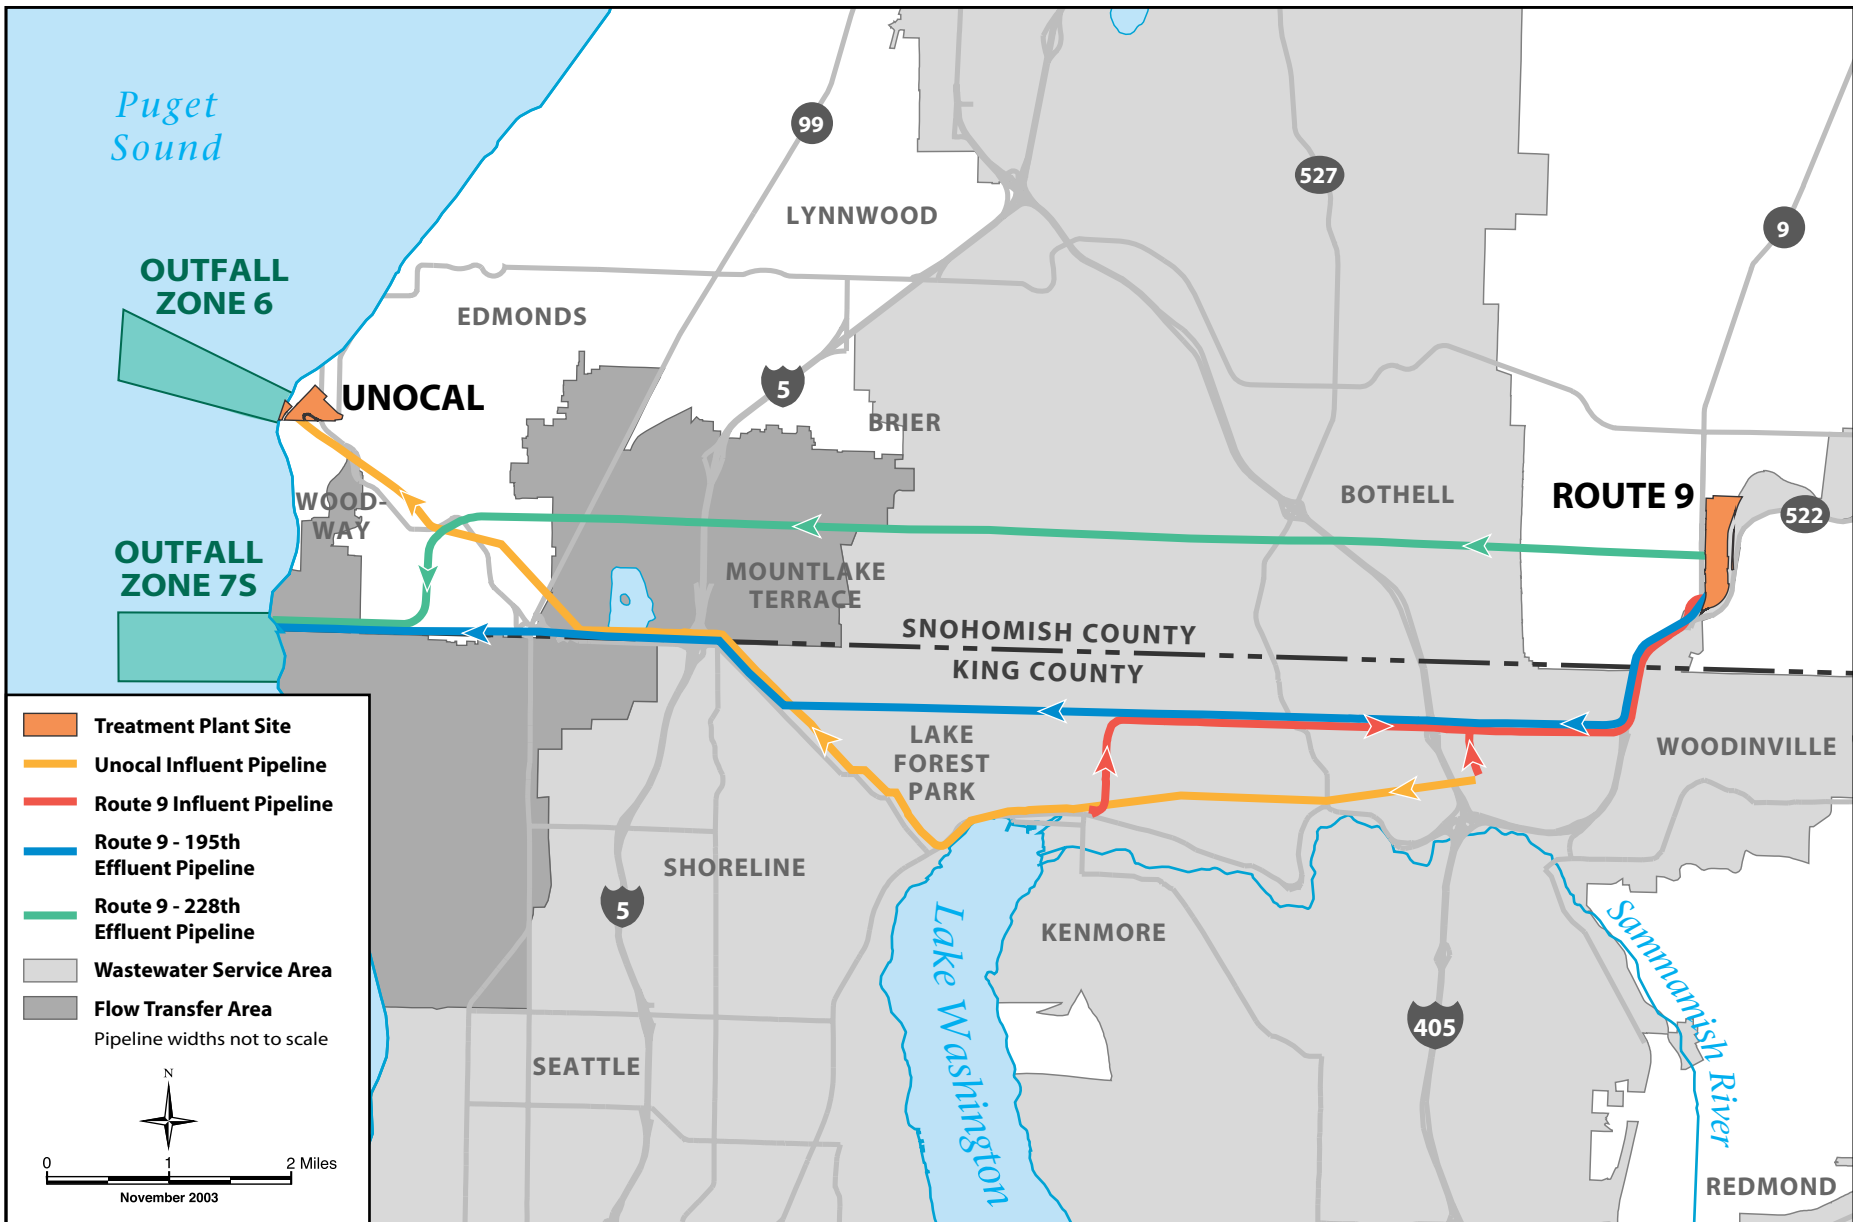 Puget
Sound
99
527
LYNNWOOD
9
OUTFALL
ZONE 6
EDMONDS
5
UNOCAL
BRIER
BOTHELL
ROUTE 9
522
WOOD-
WAY
OUTFALL
ZONE 7S
MOUNTLAKE
TERRACE
SNOHOMISH COUNTY
KING COUNTY
LAKE
FOREST
PARK
WOODINVILLE
SHORELINE
5
KENMORE
Lake Washington
Sammamish River
405
SEATTLE
REDMOND
Treatment Plant Site
Unocal Influent Pipeline
Route 9 Influent Pipeline
Route 9 - 195th
Effluent Pipeline
Route 9 - 228th
Effluent Pipeline
Wastewater Service Area
Flow Transfer Area
Pipeline widths not to scale
N
0 1 2 Miles
November 2003